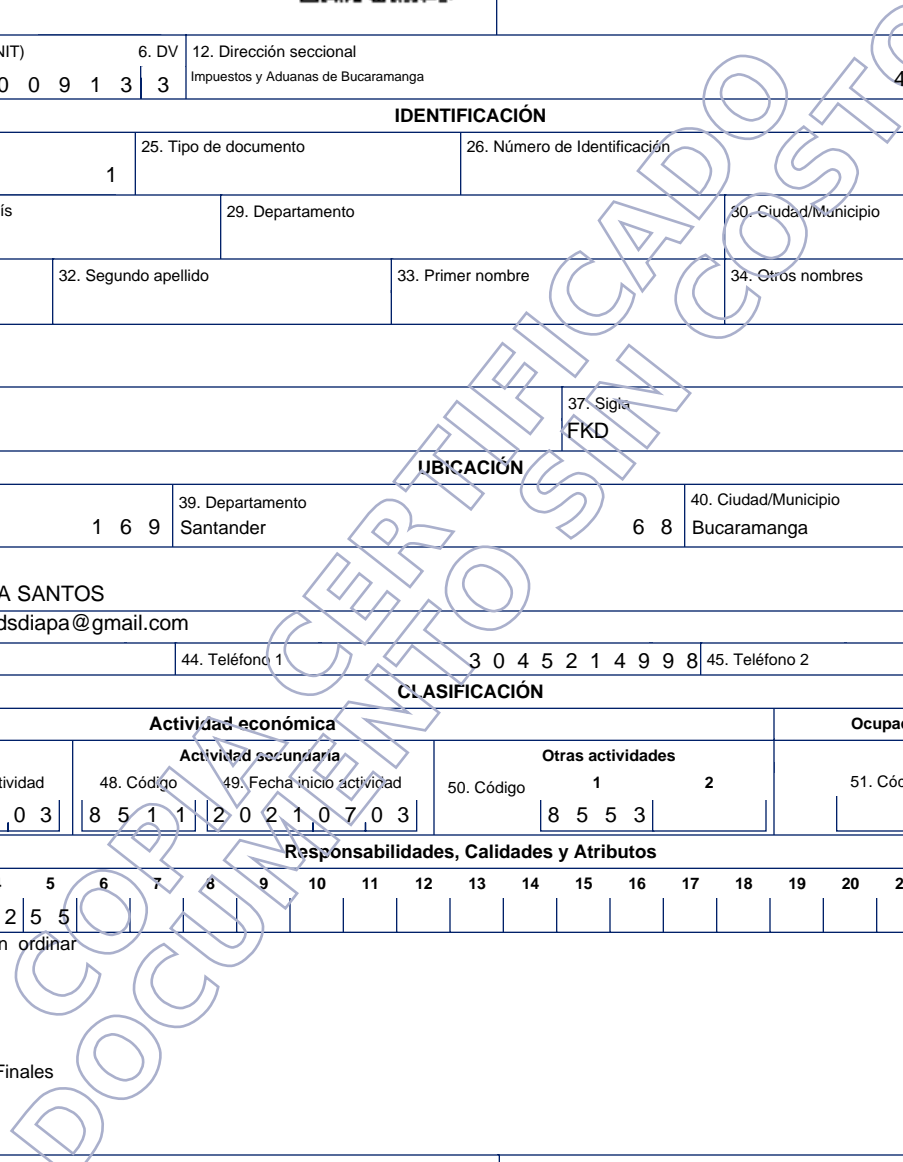 NIT) 6. DV 12. Dirección seccional
0 0 9 1 3 3 Impuestos y Aduanas de Bucaramanga 4
IDENTIFICACIÓN
25. Tipo de documento 26. Número de Identificación
1
ís 29. Departamento 30. Ciudad/Municipio
32. Segundo apellido 33. Primer nombre 34. Otros nombres
37. Sigla
FKD
UBICACIÓN
39. Departamento 40. Ciudad/Municipio
1 6 9 Santander 6 8 Bucaramanga
A SANTOS
dsdiapa@gmail.com
44. Teléfono 1 3 0 4 5 2 1 4 9 9 8 45. Teléfono 2
CLASIFICACIÓN
Actividad económica Ocupac
Actividad secundaria Otras actividades
tividad 48. Código 49. Fecha inicio actividad 50. Código 1 2 51. Cód
0 3 8 5 1 1 2 0 2 1 0 7 0 3 8 5 5 3
Responsabilidades, Calidades y Atributos
5 6 7 8 9 10 11 12 13 14 15 16 17 18 19 20 2
2 5 5
n ordinar
Finales
COPIA CERTIFICADO
DOCUMENTO SIN COSTO